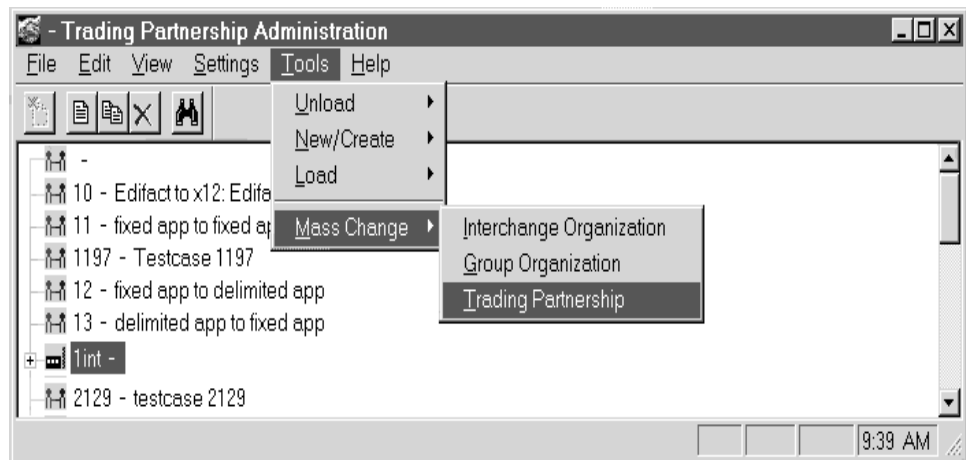 - Trading Partnership Administration
File Edit View Settings Tools Help
Unload
New/Create
Load
Mass Change
Interchange Organization
Group Organization
Trading Partnership
-
10 - Edifact to x12: Edifa
11 - fixed app to fixed ap
1197 - Testcase 1197
12 - fixed app to delimited app
13 - delimited app to fixed app
1int -
2129 - testcase 2129
9:39 AM